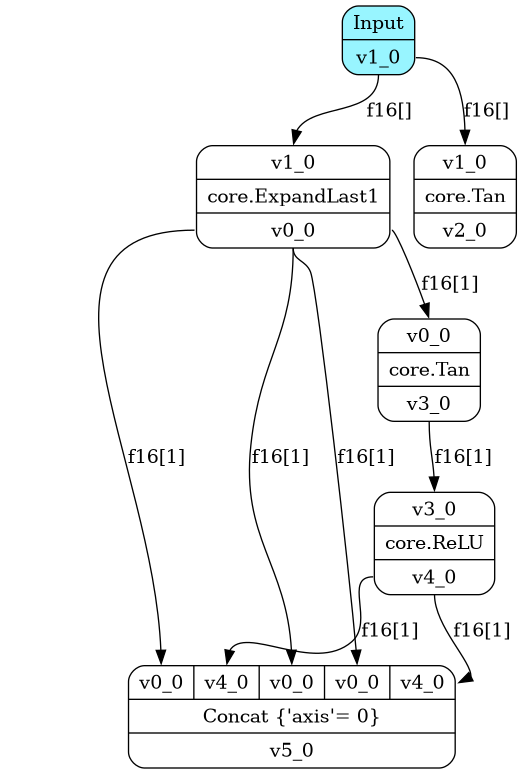 Input
v1_0
f16[]
f16[]
v1_0
core.ExpandLast1
v0_0
v1_0
core.Tan
v2_0
f16[1]
v0_0
core.Tan
v3_0
f16[1]
f16[1]
f16[1]
f16[1]
v3_0
core.ReLU
v4_0
f16[1]
f16[1]
v0_0 v4_0 v0_0 v0_0 v4_0
Concat {'axis'= 0}
v5_0